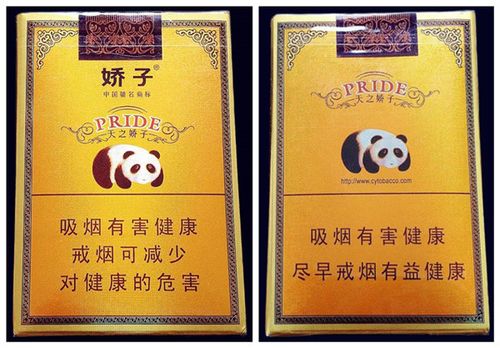 娇子®
中国驰名商标
PRIDE
天之娇子
吸烟有害健康
戒烟可减少
对健康的危害
PRIDE
天之娇子
http://www.cytobacco.com
吸烟有害健康
尽早戒烟有益健康